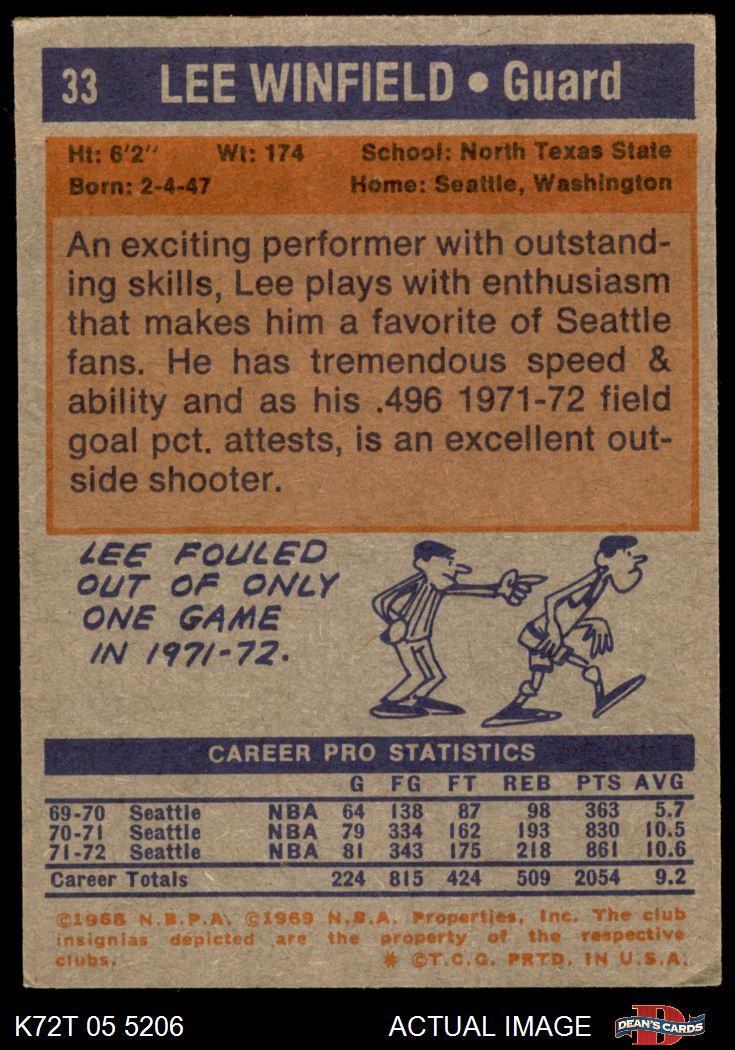 33 LEE WINFIELD • Guard
Ht: 6'2" Wt: 174 School: North Texas State
Born: 2-4-47 Home: Seattle, Washington
An exciting performer with outstand-
ing skills, Lee plays with enthusiasm
that makes him a favorite of Seattle
fans. He has tremendous speed &
ability and as his .496 1971-72 field
goal pct. attests, is an excellent out-
side shooter.
LEE FOULED
OUT OF ONLY
ONE GAME
IN 1971-72.
CAREER PRO STATISTICS
G FG FT REB PTS AVG
69-70 Seattle NBA 64 138 87 98 363 5.7
70-71 Seattle NBA 79 334 162 193 830 10.5
71-72 Seattle NBA 81 343 175 218 861 10.6
Career Totals 224 815 424 509 2054 9.2
©1968 N.B.P.A. ©1969 N.B.A. Properties, Inc. The club
insignias depicted are the property of the respective
clubs. * ©T.C.G. PRTD. IN U.S.A.
K72T 05 5206 ACTUAL IMAGE D DEAN'S CARDS